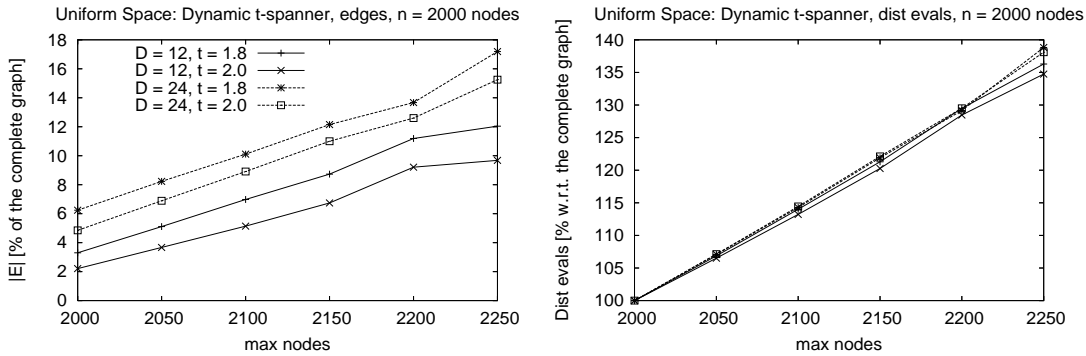 Uniform Space: Dynamic t-spanner, edges, n = 2000 nodes
|E| [% of the complete graph]
18
16
14
12
10
8
6
4
2
0
D = 12, t = 1.8
D = 12, t = 2.0
D = 24, t = 1.8
D = 24, t = 2.0
2000 2050 2100 2150 2200 2250
max nodes
Uniform Space: Dynamic t-spanner, dist evals, n = 2000 nodes
Dist evals [% w.r.t. the complete graph]
140
135
130
125
120
115
110
105
100
2000 2050 2100 2150 2200 2250
max nodes